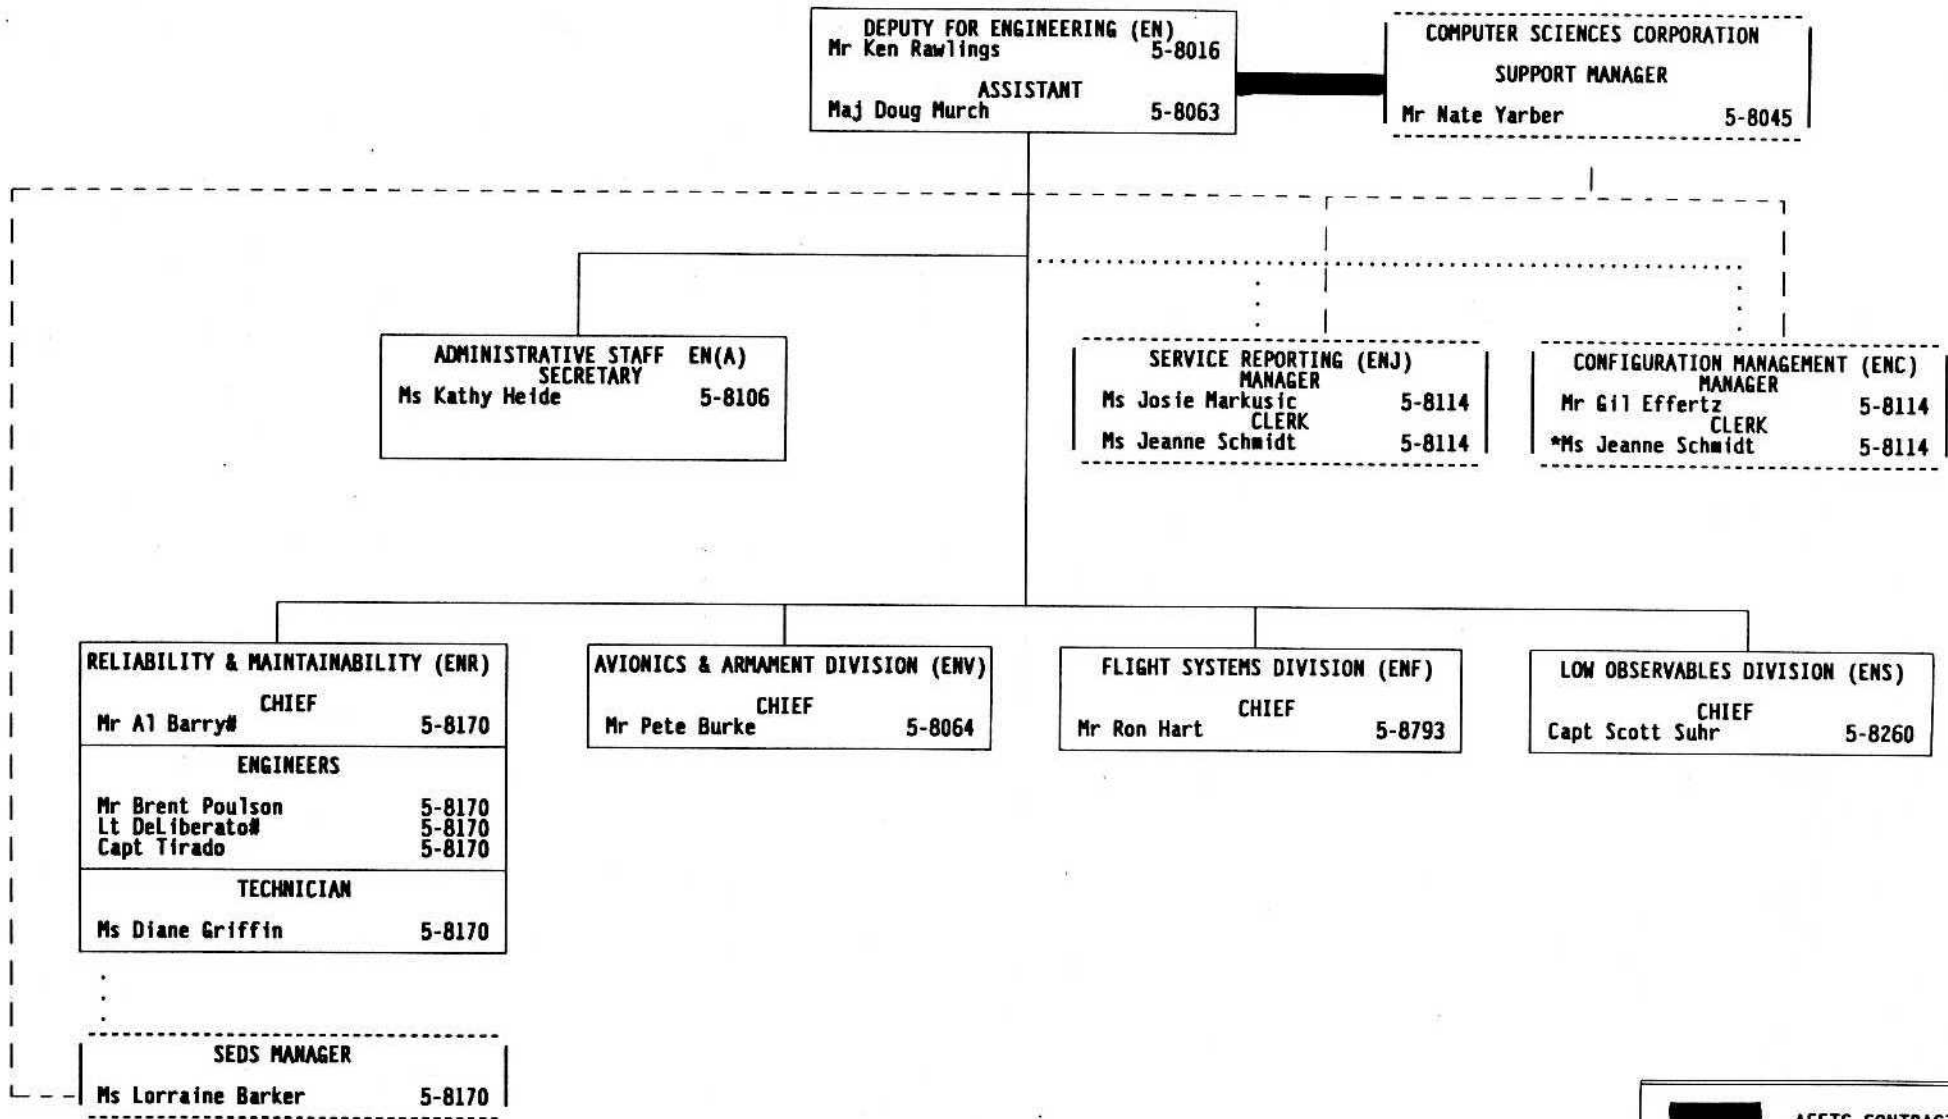 DEPUTY FOR ENGINEERING (EN)
Mr Ken Rawlings 5-8016
ASSISTANT
Maj Doug Murch 5-8063
COMPUTER SCIENCES CORPORATION
SUPPORT MANAGER
Mr Nate Yarber 5-8045
ADMINISTRATIVE STAFF EN(A)
SECRETARY
Ms Kathy Heide 5-8106
SERVICE REPORTING (ENJ)
MANAGER
Ms Josie Markusic 5-8114
CLERK
Ms Jeanne Schmidt 5-8114
CONFIGURATION MANAGEMENT (ENC)
MANAGER
Mr Gil Effertz 5-8114
CLERK
*Ms Jeanne Schmidt 5-8114
RELIABILITY & MAINTAINABILITY (ENR)
CHIEF
Mr Al Barry# 5-8170
ENGINEERS
Mr Brent Poulson 5-8170
Lt DeLiberato# 5-8170
Capt Tirado 5-8170
TECHNICIAN
Ms Diane Griffin 5-8170
AVIONICS & ARMAMENT DIVISION (ENV)
CHIEF
Mr Pete Burke 5-8064
FLIGHT SYSTEMS DIVISION (ENF)
CHIEF
Mr Ron Hart 5-8793
LOW OBSERVABLES DIVISION (ENS)
CHIEF
Capt Scott Suhr 5-8260
SEDS MANAGER
Ms Lorraine Barker 5-8170